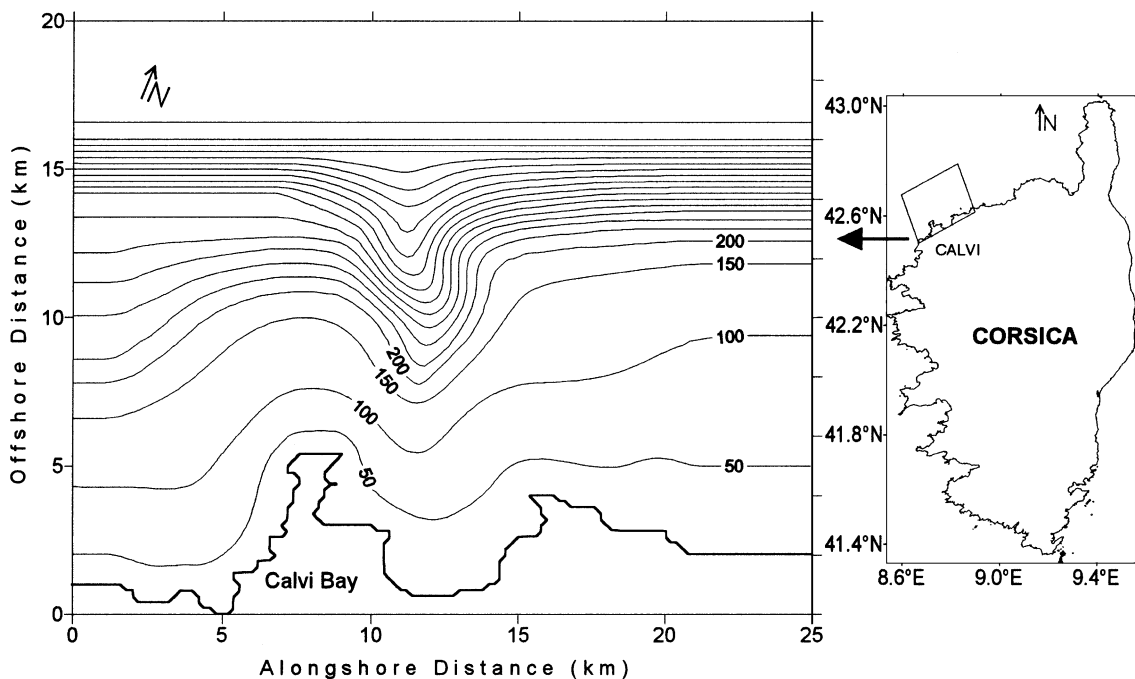 20
15
10
5
0
Offshore Distance (km)
N
200
150
100
50
200
150
100
50
Calvi Bay
0
5
10
15
20
25
Alongshore Distance (km)
43.0°N
42.6°N
42.2°N
41.8°N
41.4°N
N
CALVI
CORSICA
8.6°E
9.0°E
9.4°E